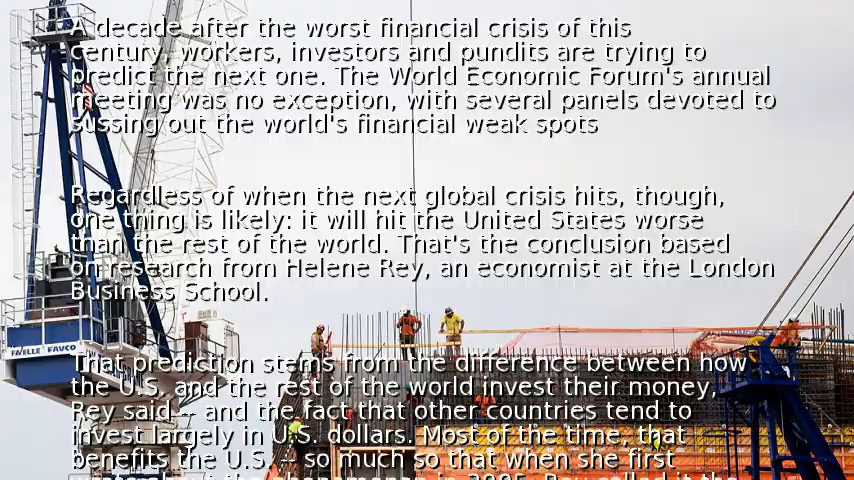 A decade after the worst financial crisis of this
century, workers, investors and pundits are trying to
predict the next one. The World Economic Forum's annual
meeting was no exception, with several panels devoted to
sussing out the world's financial weak spots
Regardless of when the next global crisis hits, though,
one thing is likely: it will hit the United States worse
than the rest of the world. That's the conclusion based
on research from Helene Rey, an economist at the London
Business School.
FAVELLE FAVCO
That prediction stems from the difference between how
the U.S. and the rest of the world invest their money,
Rey said -- and the fact that other countries tend to
invest largely in U.S. dollars. Most of the time, that
benefits the U.S. -- so much so that when she first